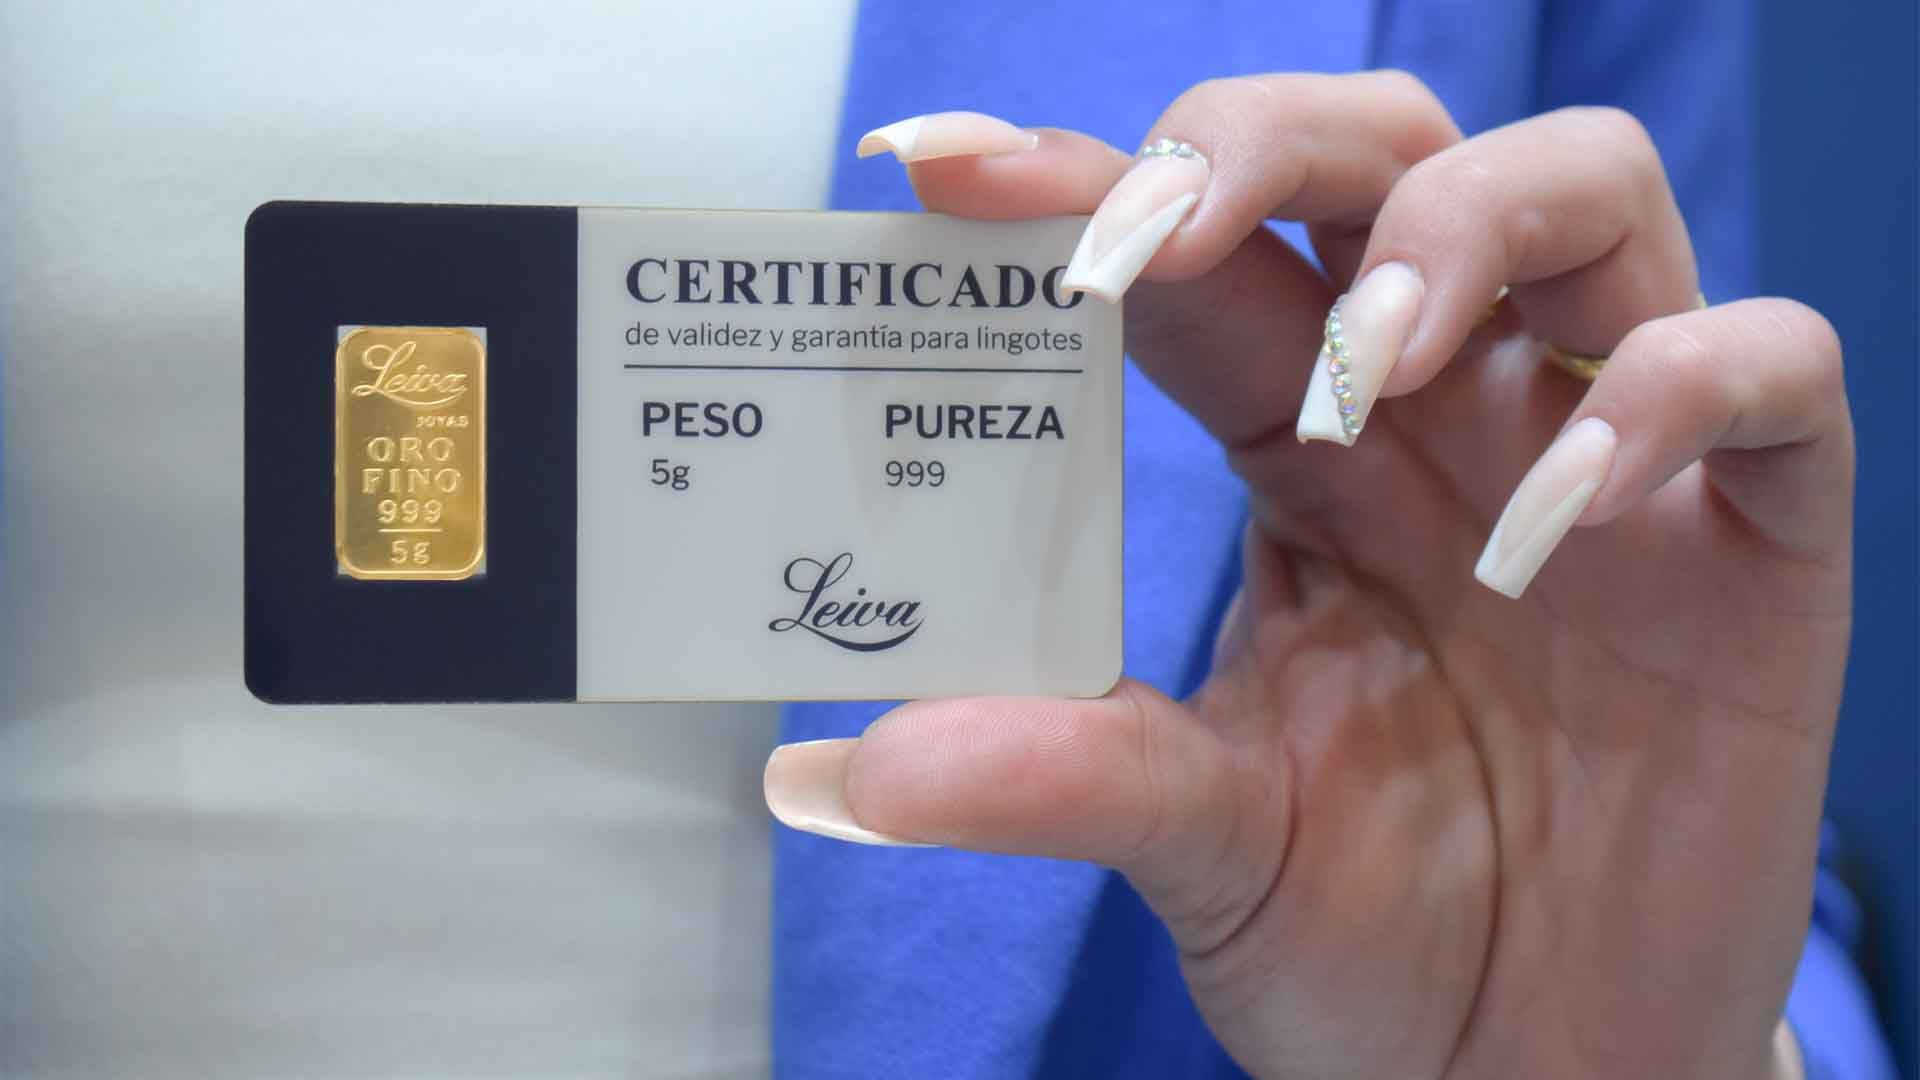 Leiva
JOYAS
ORO
FINO
999
5g
CERTIFICADO
de validez y garantía para lingotes
PESO PUREZA
5g 999
Leiva